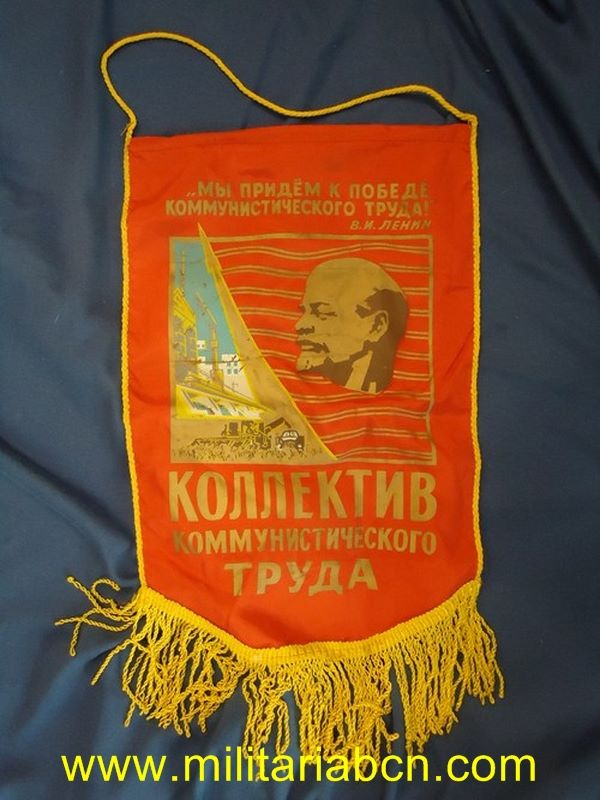 „МЫ ПРИДЁМ К ПОБЕДЕ
КОММУНИСТИЧЕСКОГО ТРУДА!"
В.И. ЛЕНИН
КОЛЛЕКТИВ
КОММУНИСТИЧЕСКОГО
ТРУДА
www.militariabcn.com